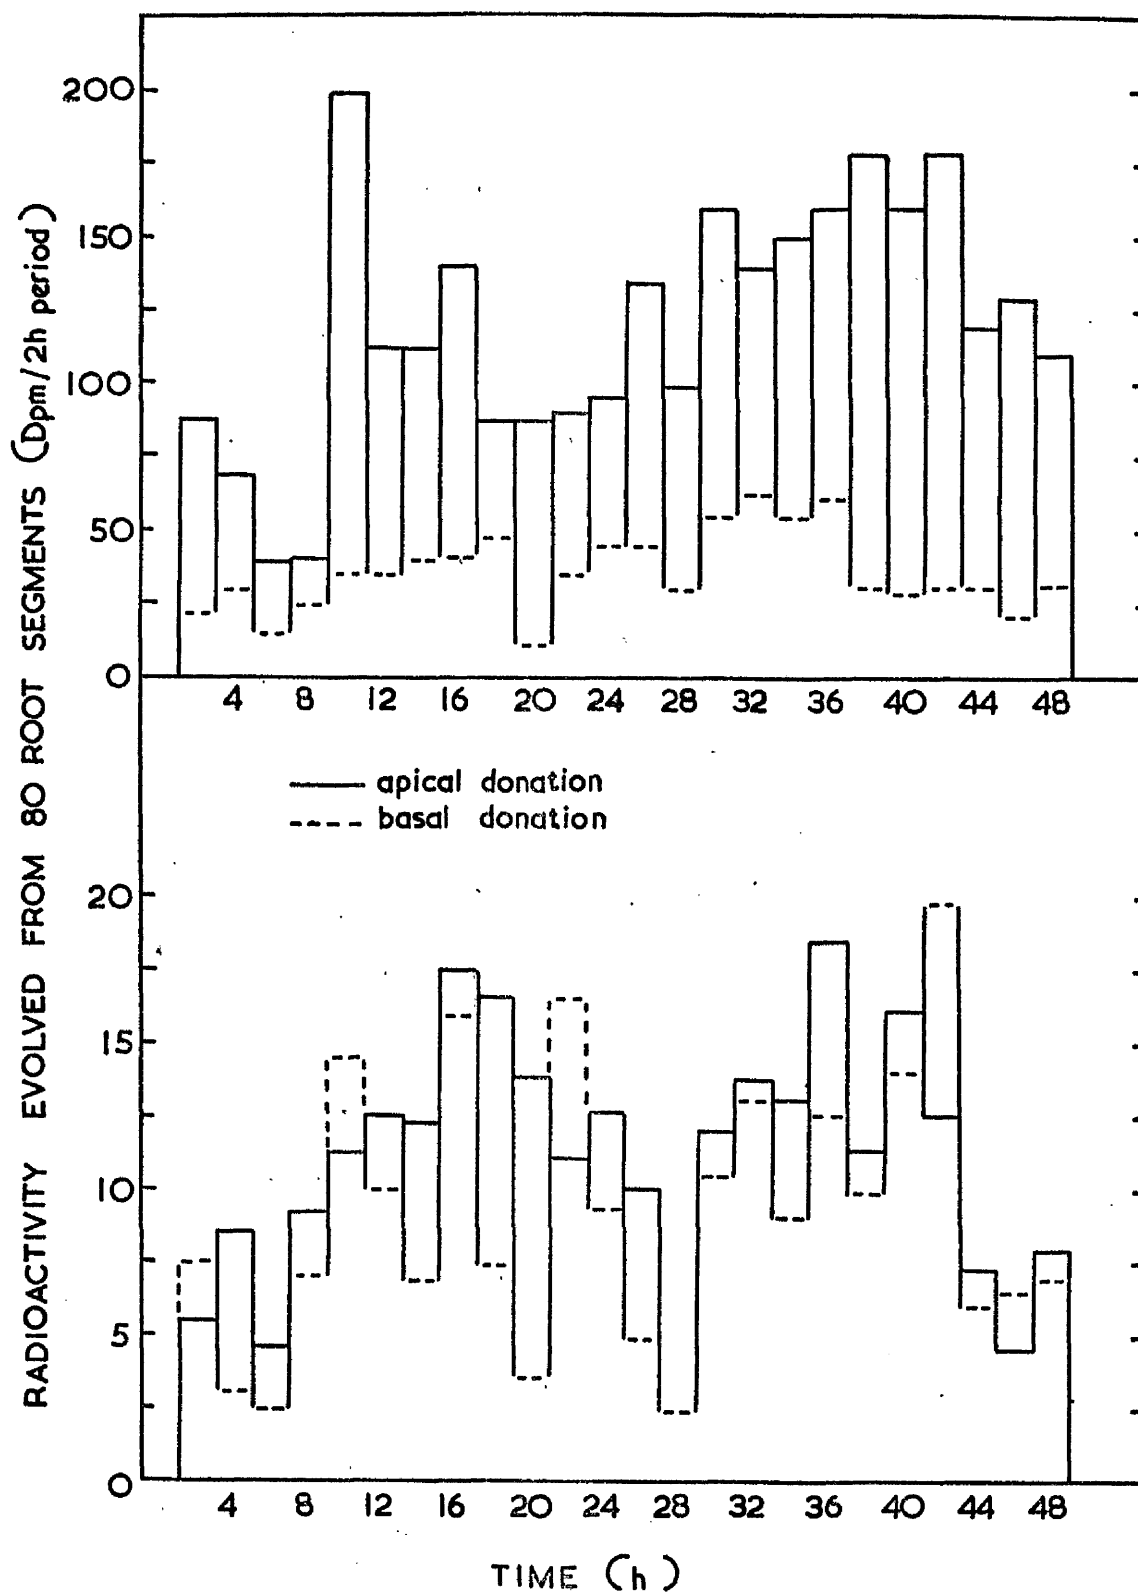 RADIOACTIVITY EVOLVED FROM 80 ROOT SEGMENTS (Dpm/2h period)
200
150
100
50
0
4 8 12 16 20 24 28 32 36 40 44 48
apical donation
basal donation
20
15
10
5
0
4 8 12 16 20 24 28 32 36 40 44 48
TIME (h)